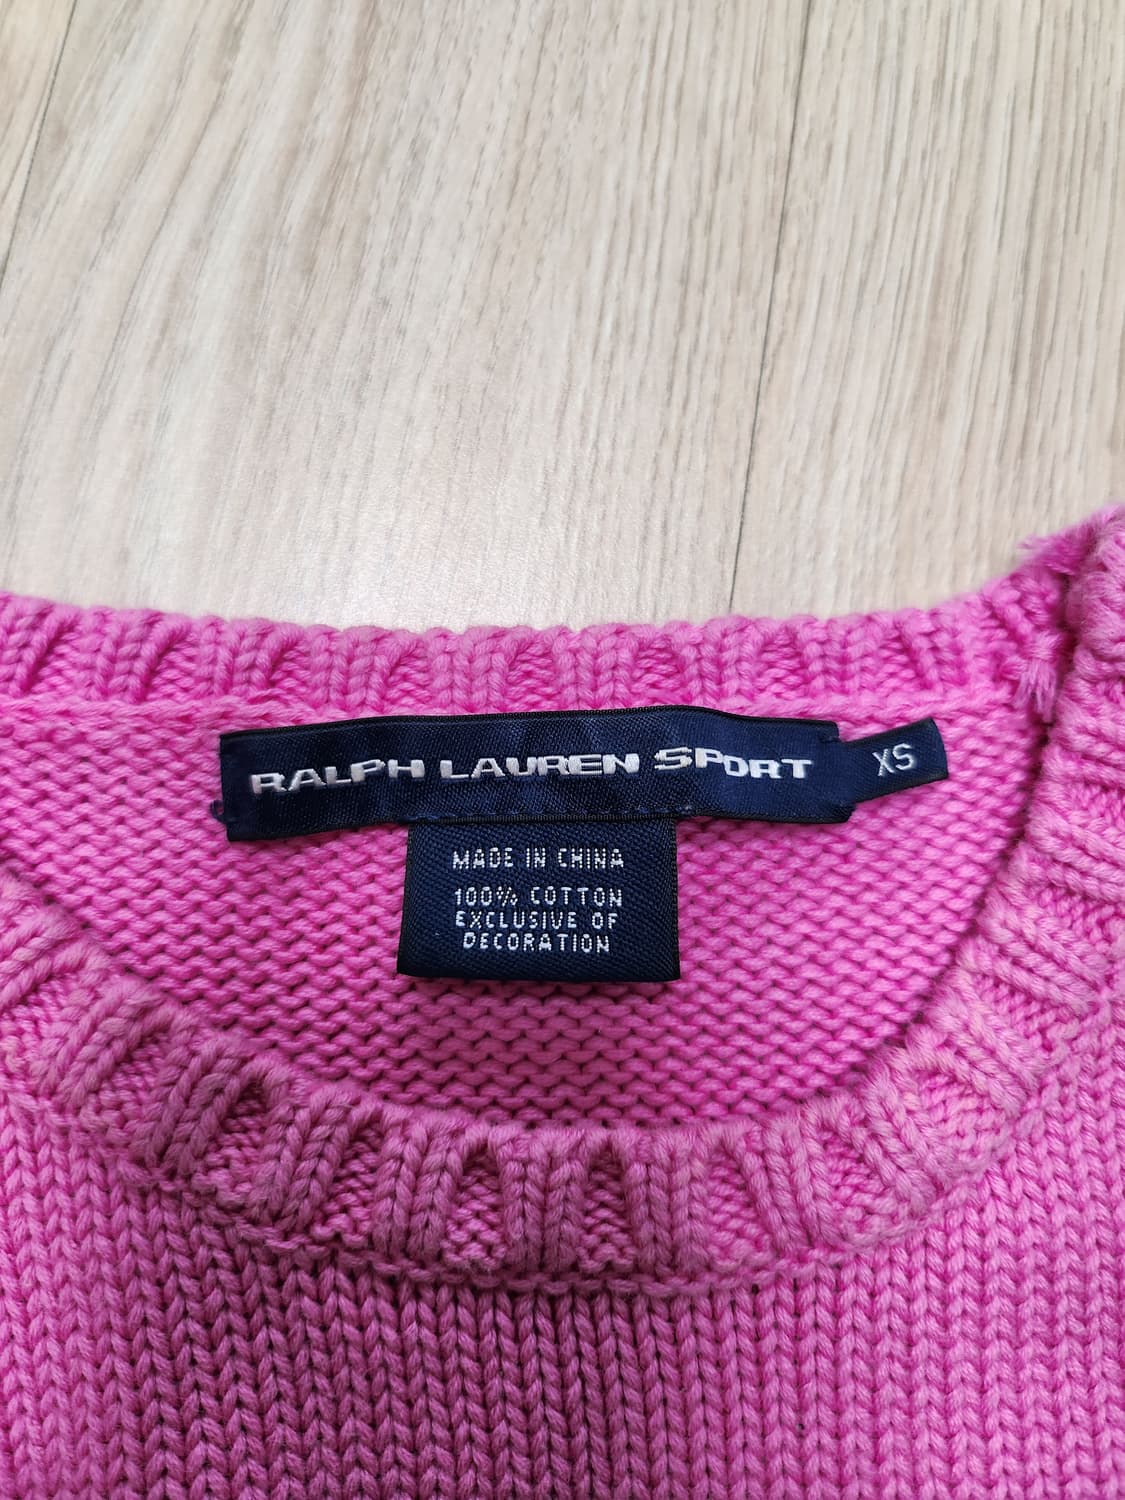 RALPH LAUREN SPORT
XS
MADE IN CHINA
100% COTTON
EXCLUSIVE OF
DECORATION